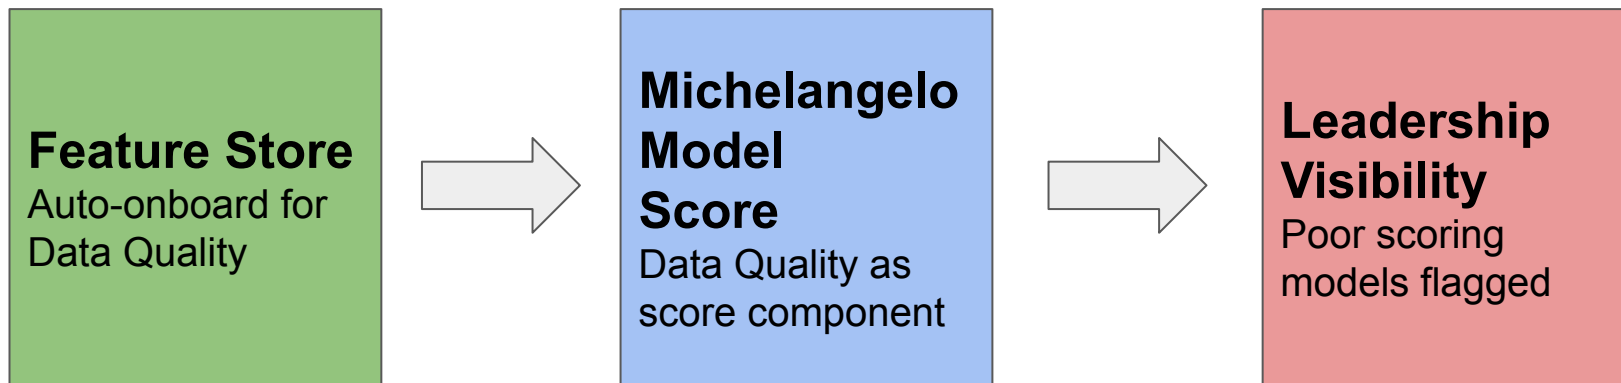 Feature Store
Auto-onboard for
Data Quality
Michelangelo
Model
Score
Data Quality as
score component
Leadership
Visibility
Poor scoring
models flagged